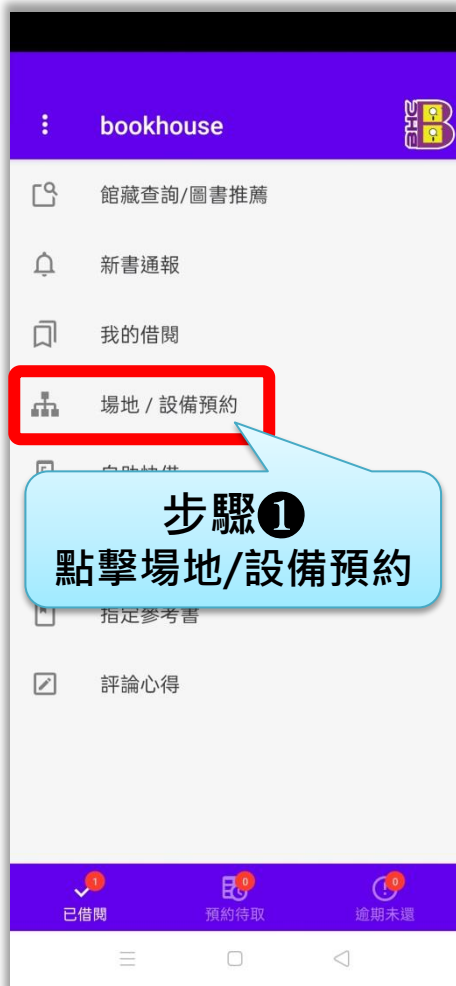 bookhouse
BHE
館藏查詢/圖書推薦
新書通報
我的借閱
場地 / 設備預約
步驟❶
點擊場地/設備預約
指定參考書
評論心得
1
0
0
已借閱
預約待取
逾期未還